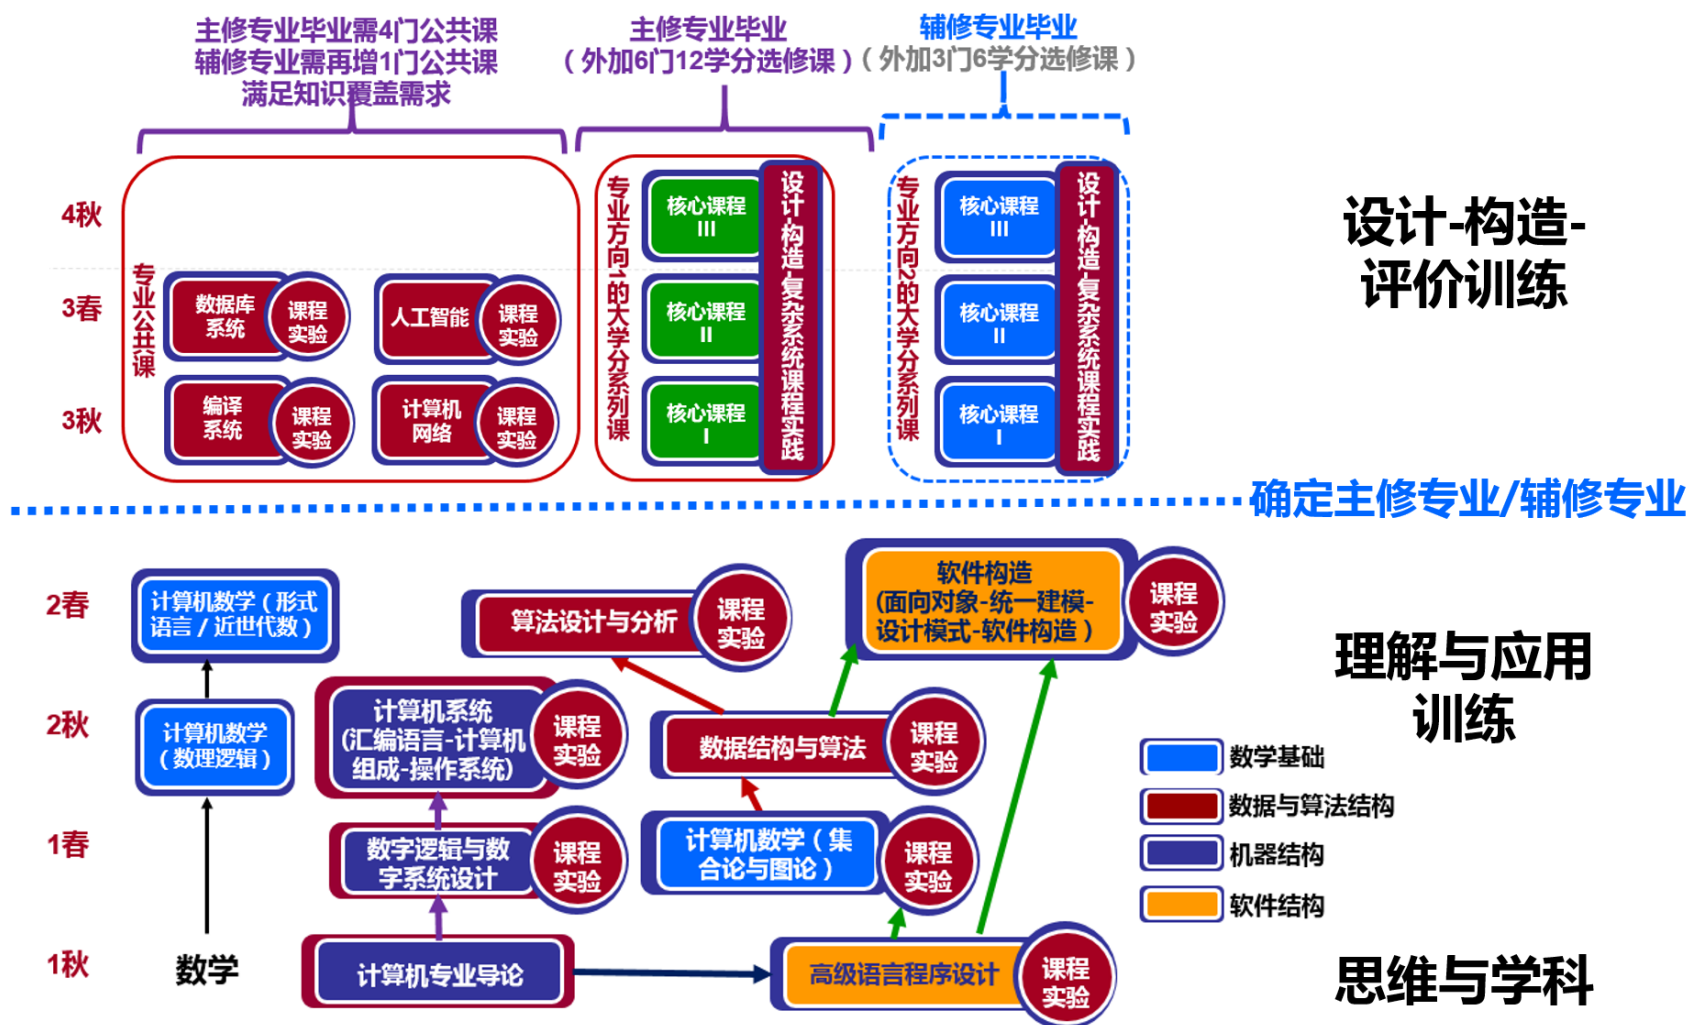 主修专业毕业需4门公共课
辅修专业需再增1门公共课
满足知识覆盖需求
主修专业毕业
（外加6门12学分选修课）
辅修专业毕业
（外加3门6学分选修课）
4秋
3春
3秋
专业公共课
数据库
系统
课程
实验
人工智能
课程
实验
编译
系统
课程
实验
计算机
网络
课程
实验
专业方向1的大学分系列课
核心课程
III
核心课程
II
核心课程
I
设计-构造-复杂系统课程实践
专业方向2的大学分系列课
核心课程
III
核心课程
II
核心课程
I
设计-构造-复杂系统课程实践
设计-构造-
评价训练
确定主修专业/辅修专业
2春
计算机数学（形式
语言/近世代数）
算法设计与分析
课程
实验
软件构造
(面向对象-统一建模-
设计模式-软件构造）
课程
实验
理解与应用
训练
2秋
计算机数学
（数理逻辑）
计算机系统
(汇编语言-计算机
组成-操作系统)
课程
实验
数据结构与算法
课程
实验
数学基础
数据与算法结构
机器结构
软件结构
1春
数字逻辑与数
字系统设计
课程
实验
计算机数学（集
合论与图论）
课程
实验
1秋
数学
计算机专业导论
高级语言程序设计
课程
实验
思维与学科